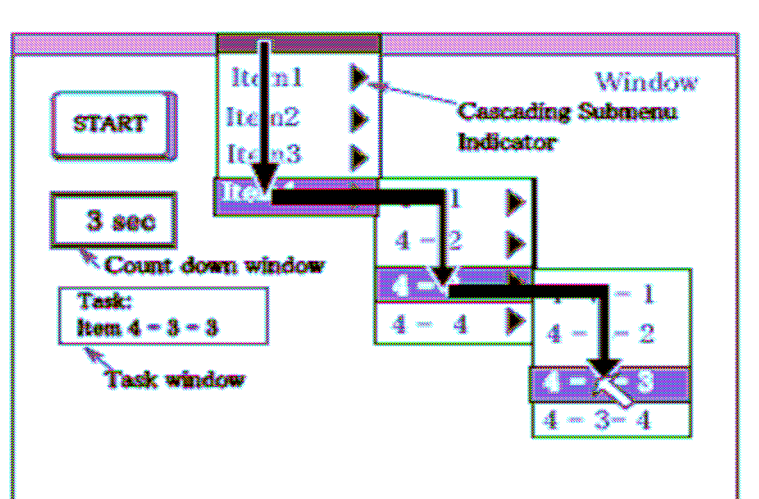 Item1
Window
START
Item2
Cascading Submenu
Indicator
Item3
3 sec
4 - 2
Count down window
Task:
Item 4 - 3 - 3
4 - 4
Task window
4 - 3- 4